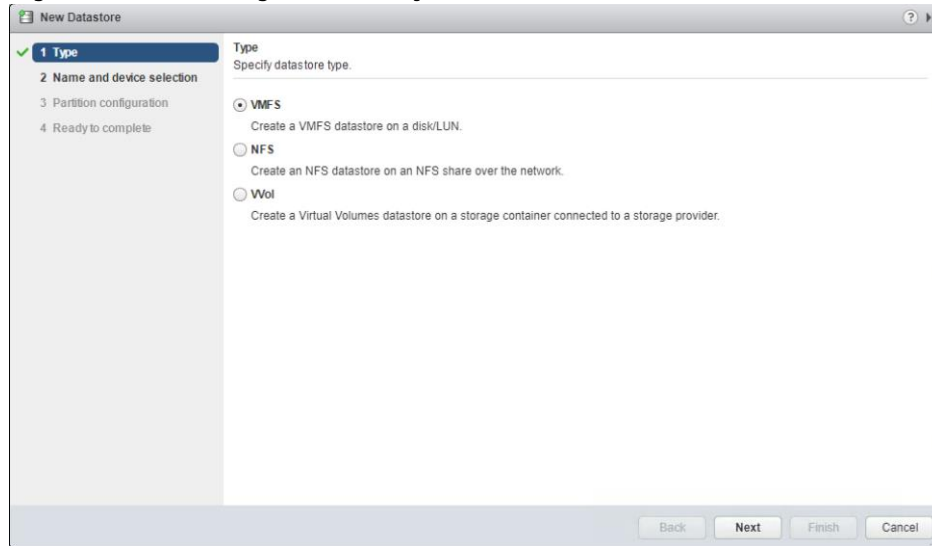 New Datastore
?
1 Type
2 Name and device selection
3 Partition configuration
4 Ready to complete
Type
Specify datastore type.
VMFS
Create a VMFS datastore on a disk/LUN.
NFS
Create an NFS datastore on an NFS share over the network.
VVol
Create a Virtual Volumes datastore on a storage container connected to a storage provider.
Back
Next
Finish
Cancel